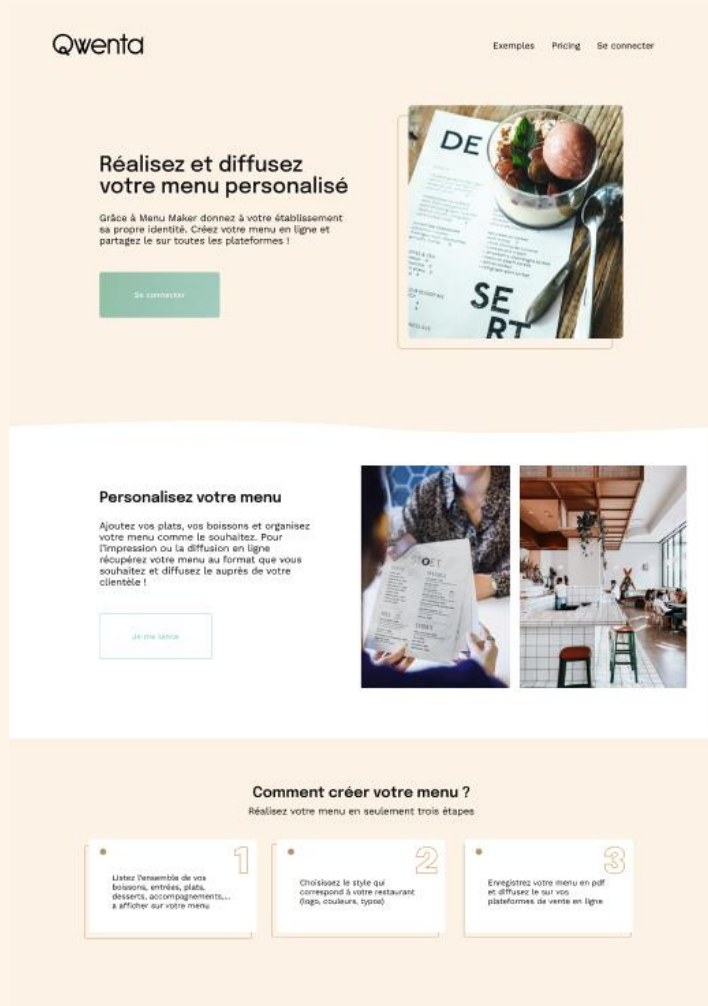 Qwenta
Exemples Pricing Se connecter
Réalisez et diffusez
votre menu personalisé
Grâce à Menu Maker donnez à votre établissement
sa propre identité. Créez votre menu en ligne et
partagez le sur toutes les plateformes !
Se connecter
DE
SE
RT
Personalisez votre menu
Ajoutez vos plats, vos boissons et organisez
votre menu comme le souhaitez. Pour
l'impression ou la diffusion en ligne
récupérez votre menu au format que vous
souhaitez et diffusez le auprès de votre
clientèle !
Je me lance
Comment créer votre menu ?
Réalisez votre menu en seulement trois étapes
1
Listez l'ensemble de vos
boissons, entrées, plats,
desserts, accompagnements,...
à afficher sur votre menu
2
Choisissez le style qui
correspond à votre restaurant
(logo, couleurs, typos)
3
Enregistrez votre menu en pdf
et diffusez le sur vos
plateformes de vente en ligne